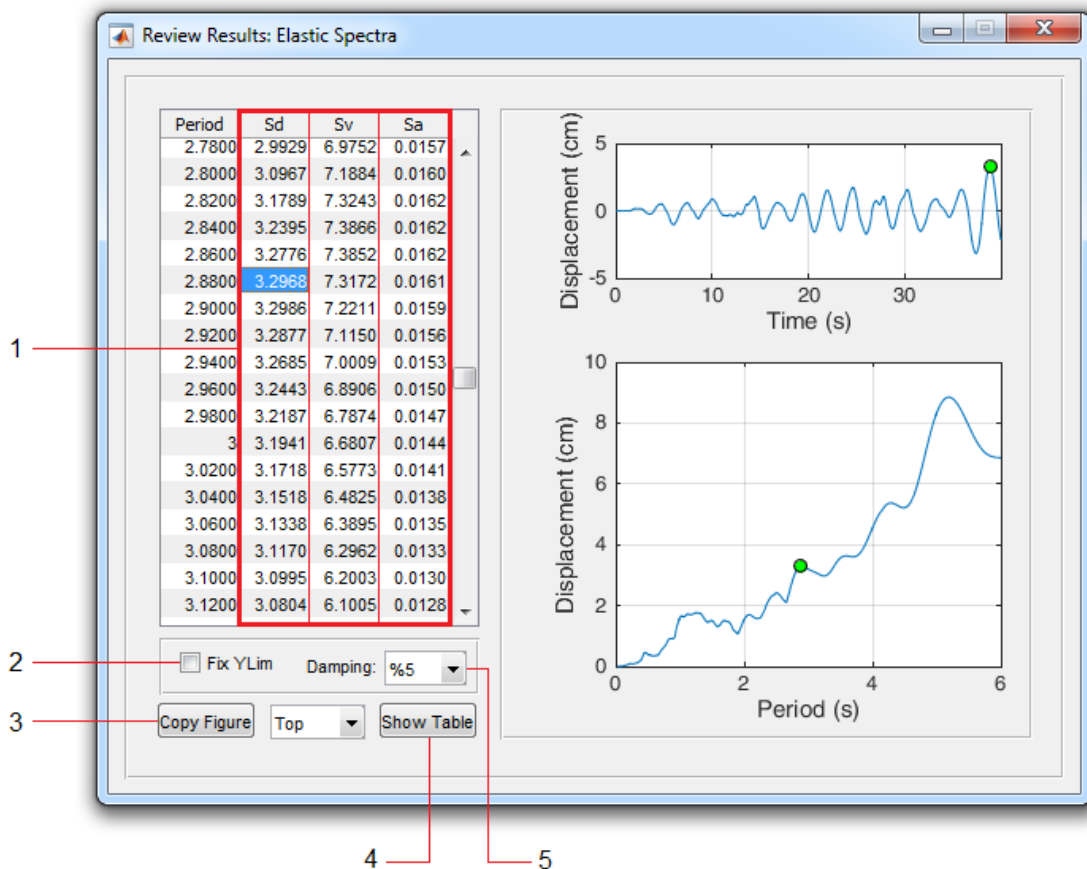 Review Results: Elastic Spectra
Period Sd Sv Sa
2.7800 2.9929 6.9752 0.0157
2.8000 3.0967 7.1884 0.0160
2.8200 3.1789 7.3243 0.0162
2.8400 3.2395 7.3866 0.0162
2.8600 3.2776 7.3852 0.0162
2.8800 3.2968 7.3172 0.0161
2.9000 3.2986 7.2211 0.0159
2.9200 3.2877 7.1150 0.0156
2.9400 3.2685 7.0009 0.0153
2.9600 3.2443 6.8906 0.0150
2.9800 3.2187 6.7874 0.0147
3 3.1941 6.6807 0.0144
3.0200 3.1718 6.5773 0.0141
3.0400 3.1518 6.4825 0.0138
3.0600 3.1338 6.3895 0.0135
3.0800 3.1170 6.2962 0.0133
3.1000 3.0995 6.2003 0.0130
3.1200 3.0804 6.1005 0.0128
1
2
Fix YLim Damping: %5
3
Copy Figure Top Show Table
4
5
Displacement (cm)
5
0
-5
0 10 20 30
Time (s)
Displacement (cm)
10
8
6
4
2
0
0 2 4 6
Period (s)